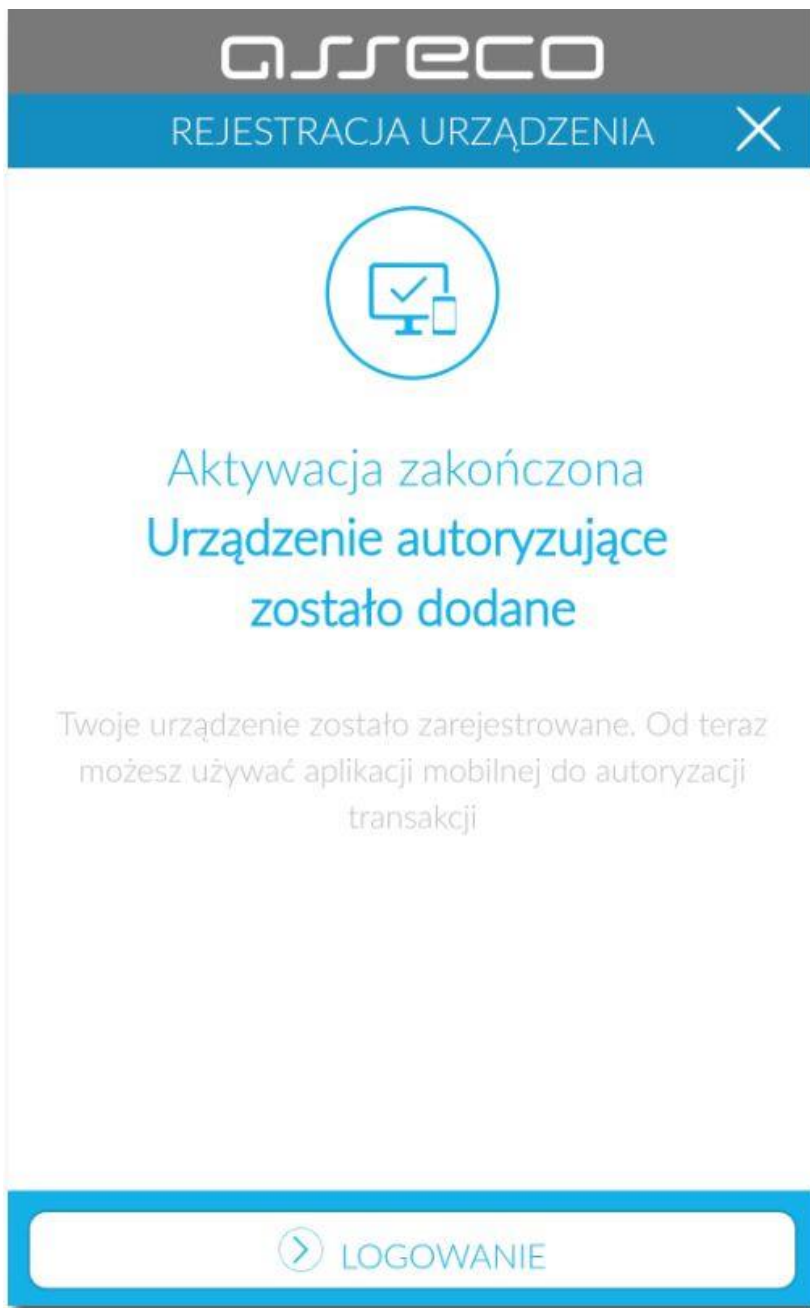 asseco
REJESTRACJA URZĄDZENIA
Aktywacja zakończona
Urządzenie autoryzujące
zostało dodane
Twoje urządzenie zostało zarejestrowane. Od teraz
możesz używać aplikacji mobilnej do autoryzacji
transakcji
LOGOWANIE